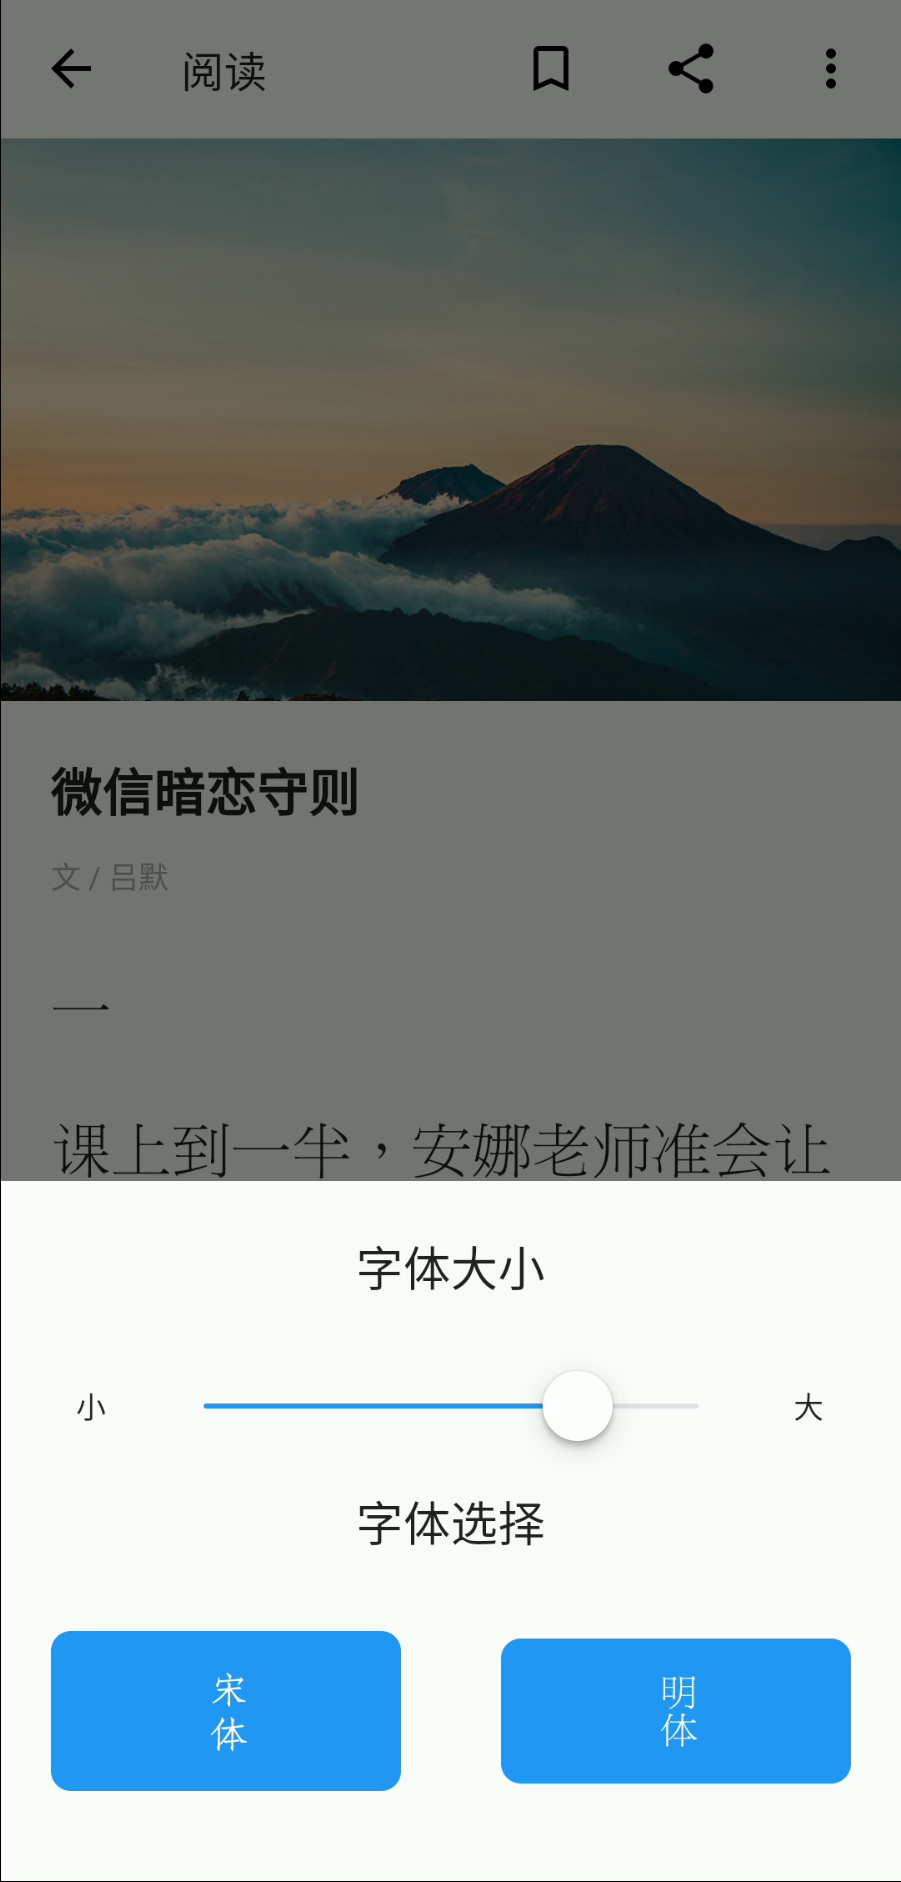 阅读
微信暗恋守则
文 / 吕默
一
课上到一半，安娜老师准会让
字体大小
小
大
字体选择
宋
体
明
体